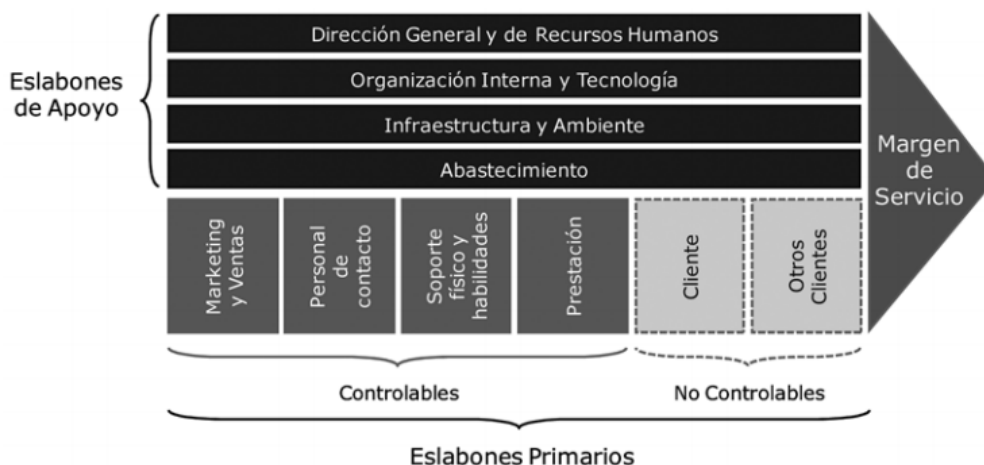 Eslabones
de Apoyo
Dirección General y de Recursos Humanos
Organización Interna y Tecnología
Infraestructura y Ambiente
Abastecimiento
Marketing
y Ventas
Personal
de
contacto
Soporte
físico y
habilidades
Prestación
Cliente
Otros
Clientes
Margen
de
Servicio
Controlables
No Controlables
Eslabones Primarios